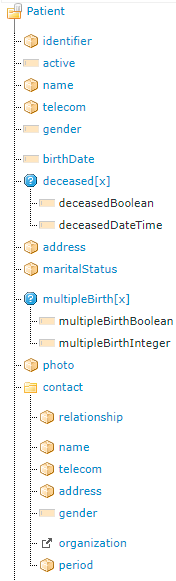 Patient
identifier
active
name
telecom
gender
birthDate
deceased[x]
deceasedBoolean
deceasedDateTime
address
maritalStatus
multipleBirth[x]
multipleBirthBoolean
multipleBirthInteger
photo
contact
relationship
name
telecom
address
gender
organization
period